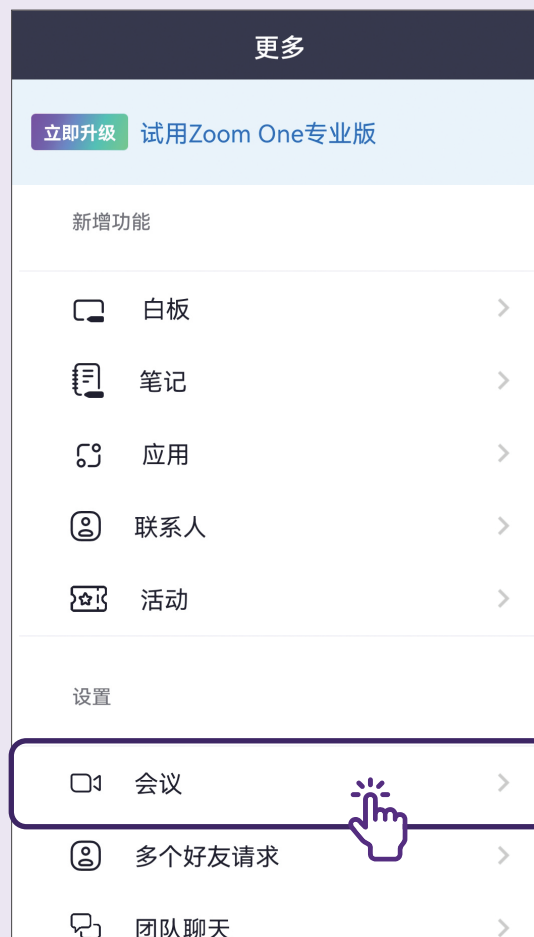 更多
立即升级 试用Zoom One专业版
新增功能
白板
笔记
应用
联系人
活动
设置
会议
多个好友请求
团队聊天